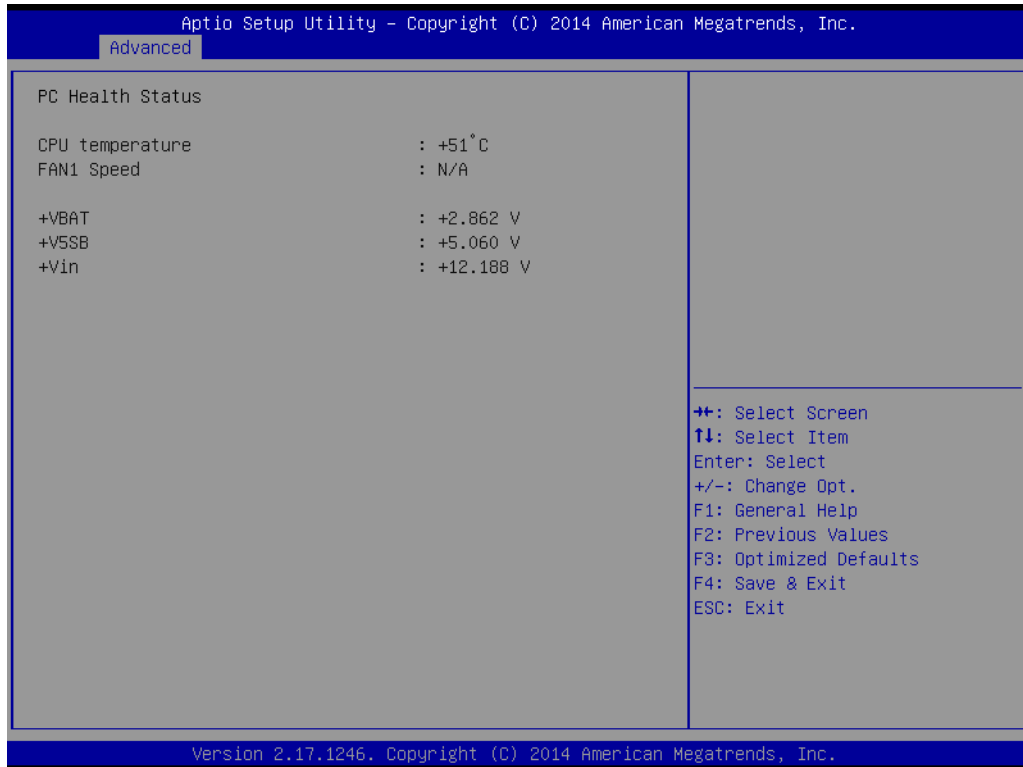 Aptio Setup Utility – Copyright (C) 2014 American Megatrends, Inc.
Advanced
PC Health Status
CPU temperature : +51°C
FAN1 Speed : N/A
+VBAT : +2.862 V
+V5SB : +5.060 V
+Vin : +12.188 V
→←: Select Screen
↑↓: Select Item
Enter: Select
+/-: Change Opt.
F1: General Help
F2: Previous Values
F3: Optimized Defaults
F4: Save & Exit
ESC: Exit
Version 2.17.1246. Copyright (C) 2014 American Megatrends, Inc.